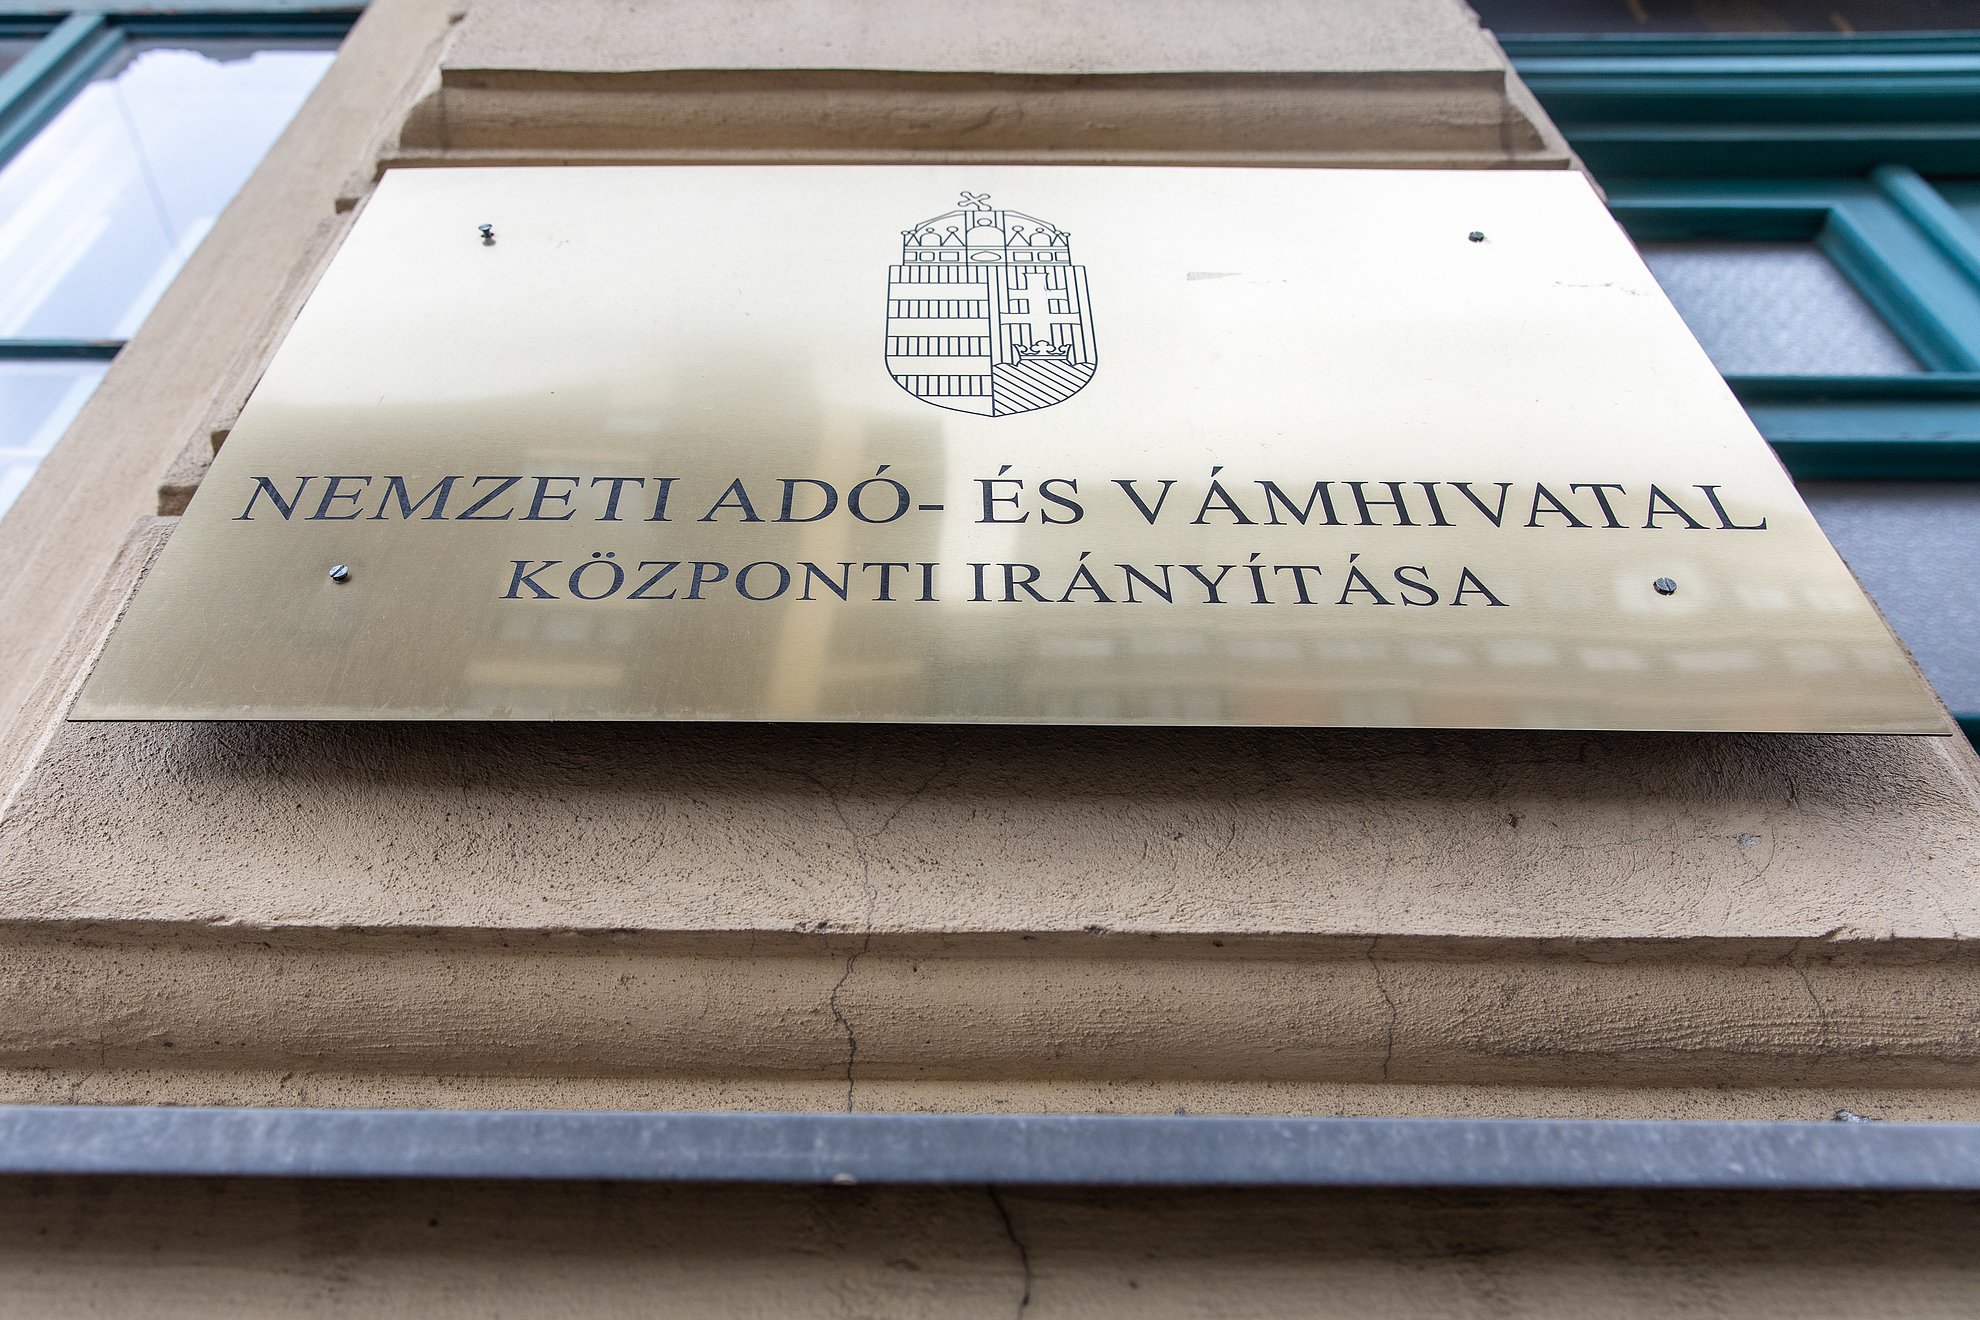 NEMZETI ADÓ- ÉS VÁMHIVATAL
KÖZPONTI IRÁNYÍTÁSA